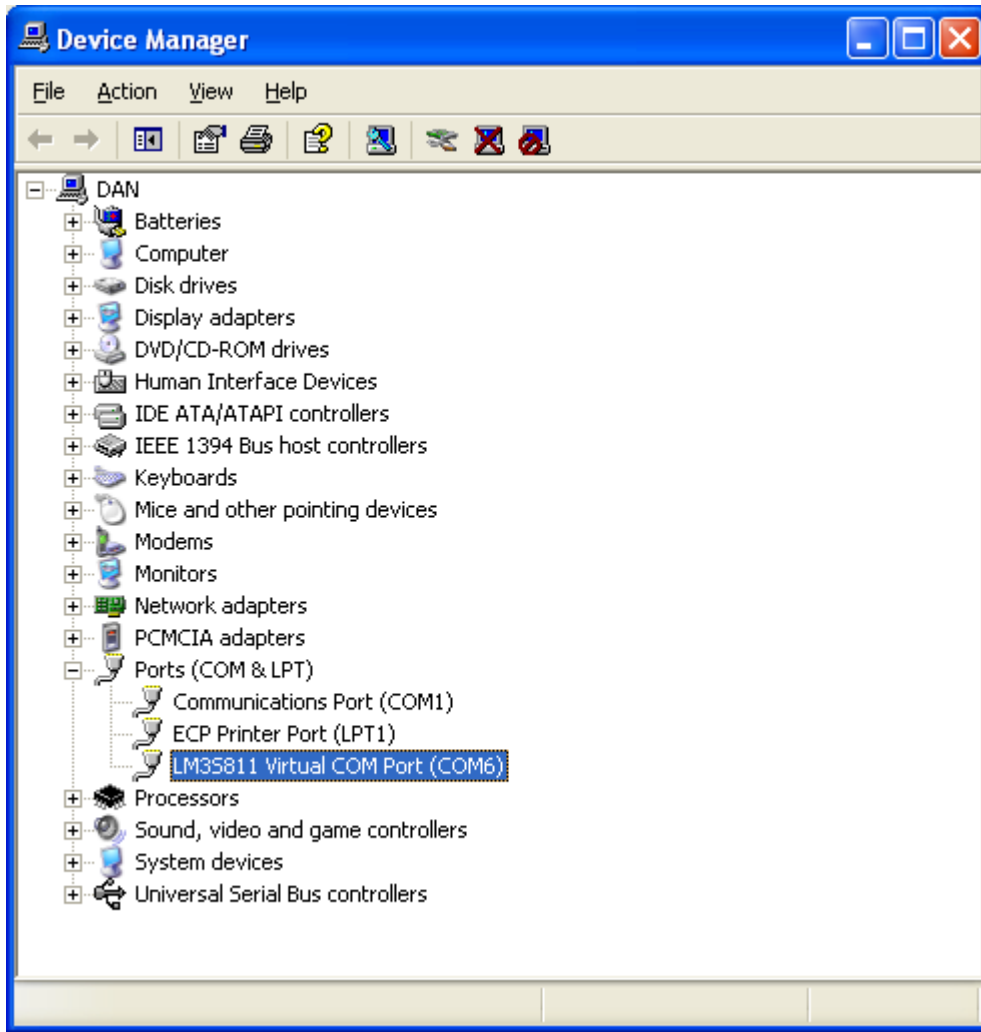 Device Manager
File Action View Help
DAN
Batteries
Computer
Disk drives
Display adapters
DVD/CD-ROM drives
Human Interface Devices
IDE ATA/ATAPI controllers
IEEE 1394 Bus host controllers
Keyboards
Mice and other pointing devices
Modems
Monitors
Network adapters
PCMCIA adapters
Ports (COM & LPT)
Communications Port (COM1)
ECP Printer Port (LPT1)
LM3S811 Virtual COM Port (COM6)
Processors
Sound, video and game controllers
System devices
Universal Serial Bus controllers